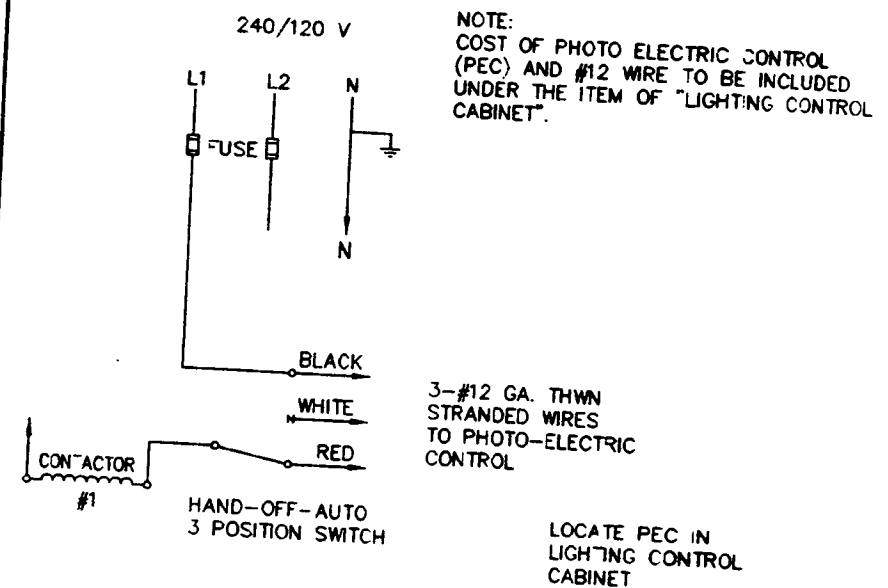 240/120 V
NOTE:
COST OF PHOTO ELECTRIC CONTROL
(PEC) AND #12 WIRE TO BE INCLUDED
UNDER THE ITEM OF "LIGHTING CONTROL
CABINET".
L1 L2 N
FUSE
N
BLACK
WHITE
RED
3-#12 GA. THWN
STRANDED WIRES
TO PHOTO-ELECTRIC
CONTROL
CONTACTOR
#1
HAND-OFF-AUTO
3 POSITION SWITCH
LOCATE PEC IN
LIGHTING CONTROL
CABINET